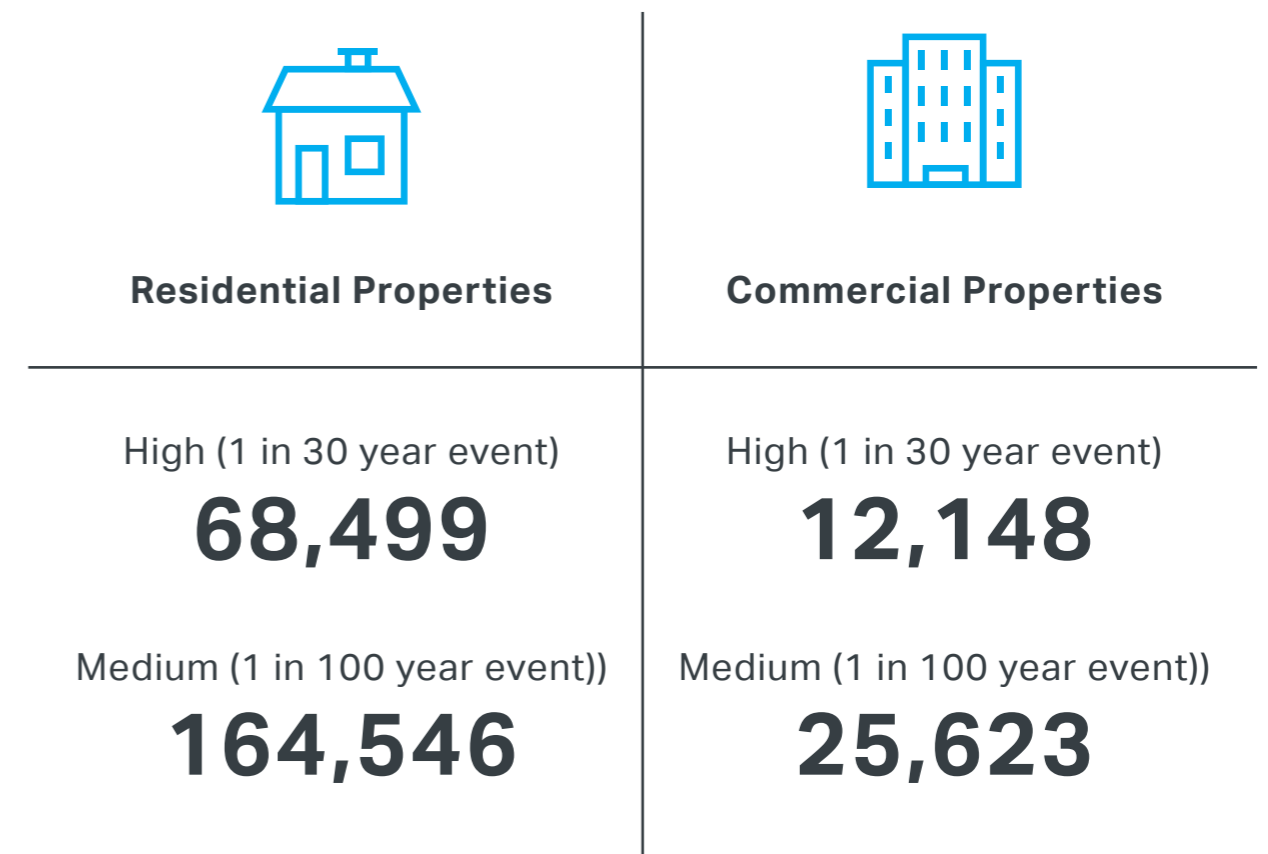 Residential Properties
Commercial Properties
High (1 in 30 year event)
68,499
Medium (1 in 100 year event))
164,546
High (1 in 30 year event)
12,148
Medium (1 in 100 year event))
25,623